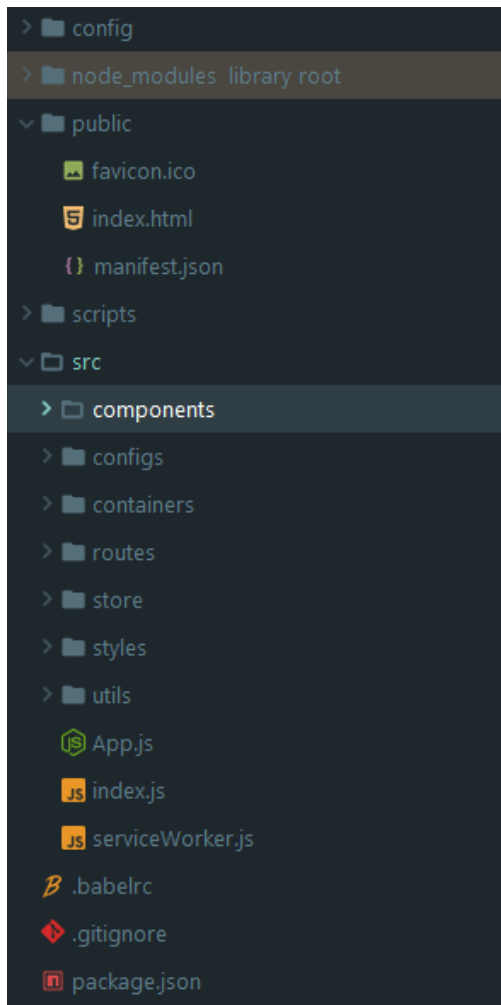 config
node_modules library root
public
favicon.ico
index.html
manifest.json
scripts
src
components
configs
containers
routes
store
styles
utils
App.js
index.js
serviceWorker.js
.babelrc
.gitignore
package.json